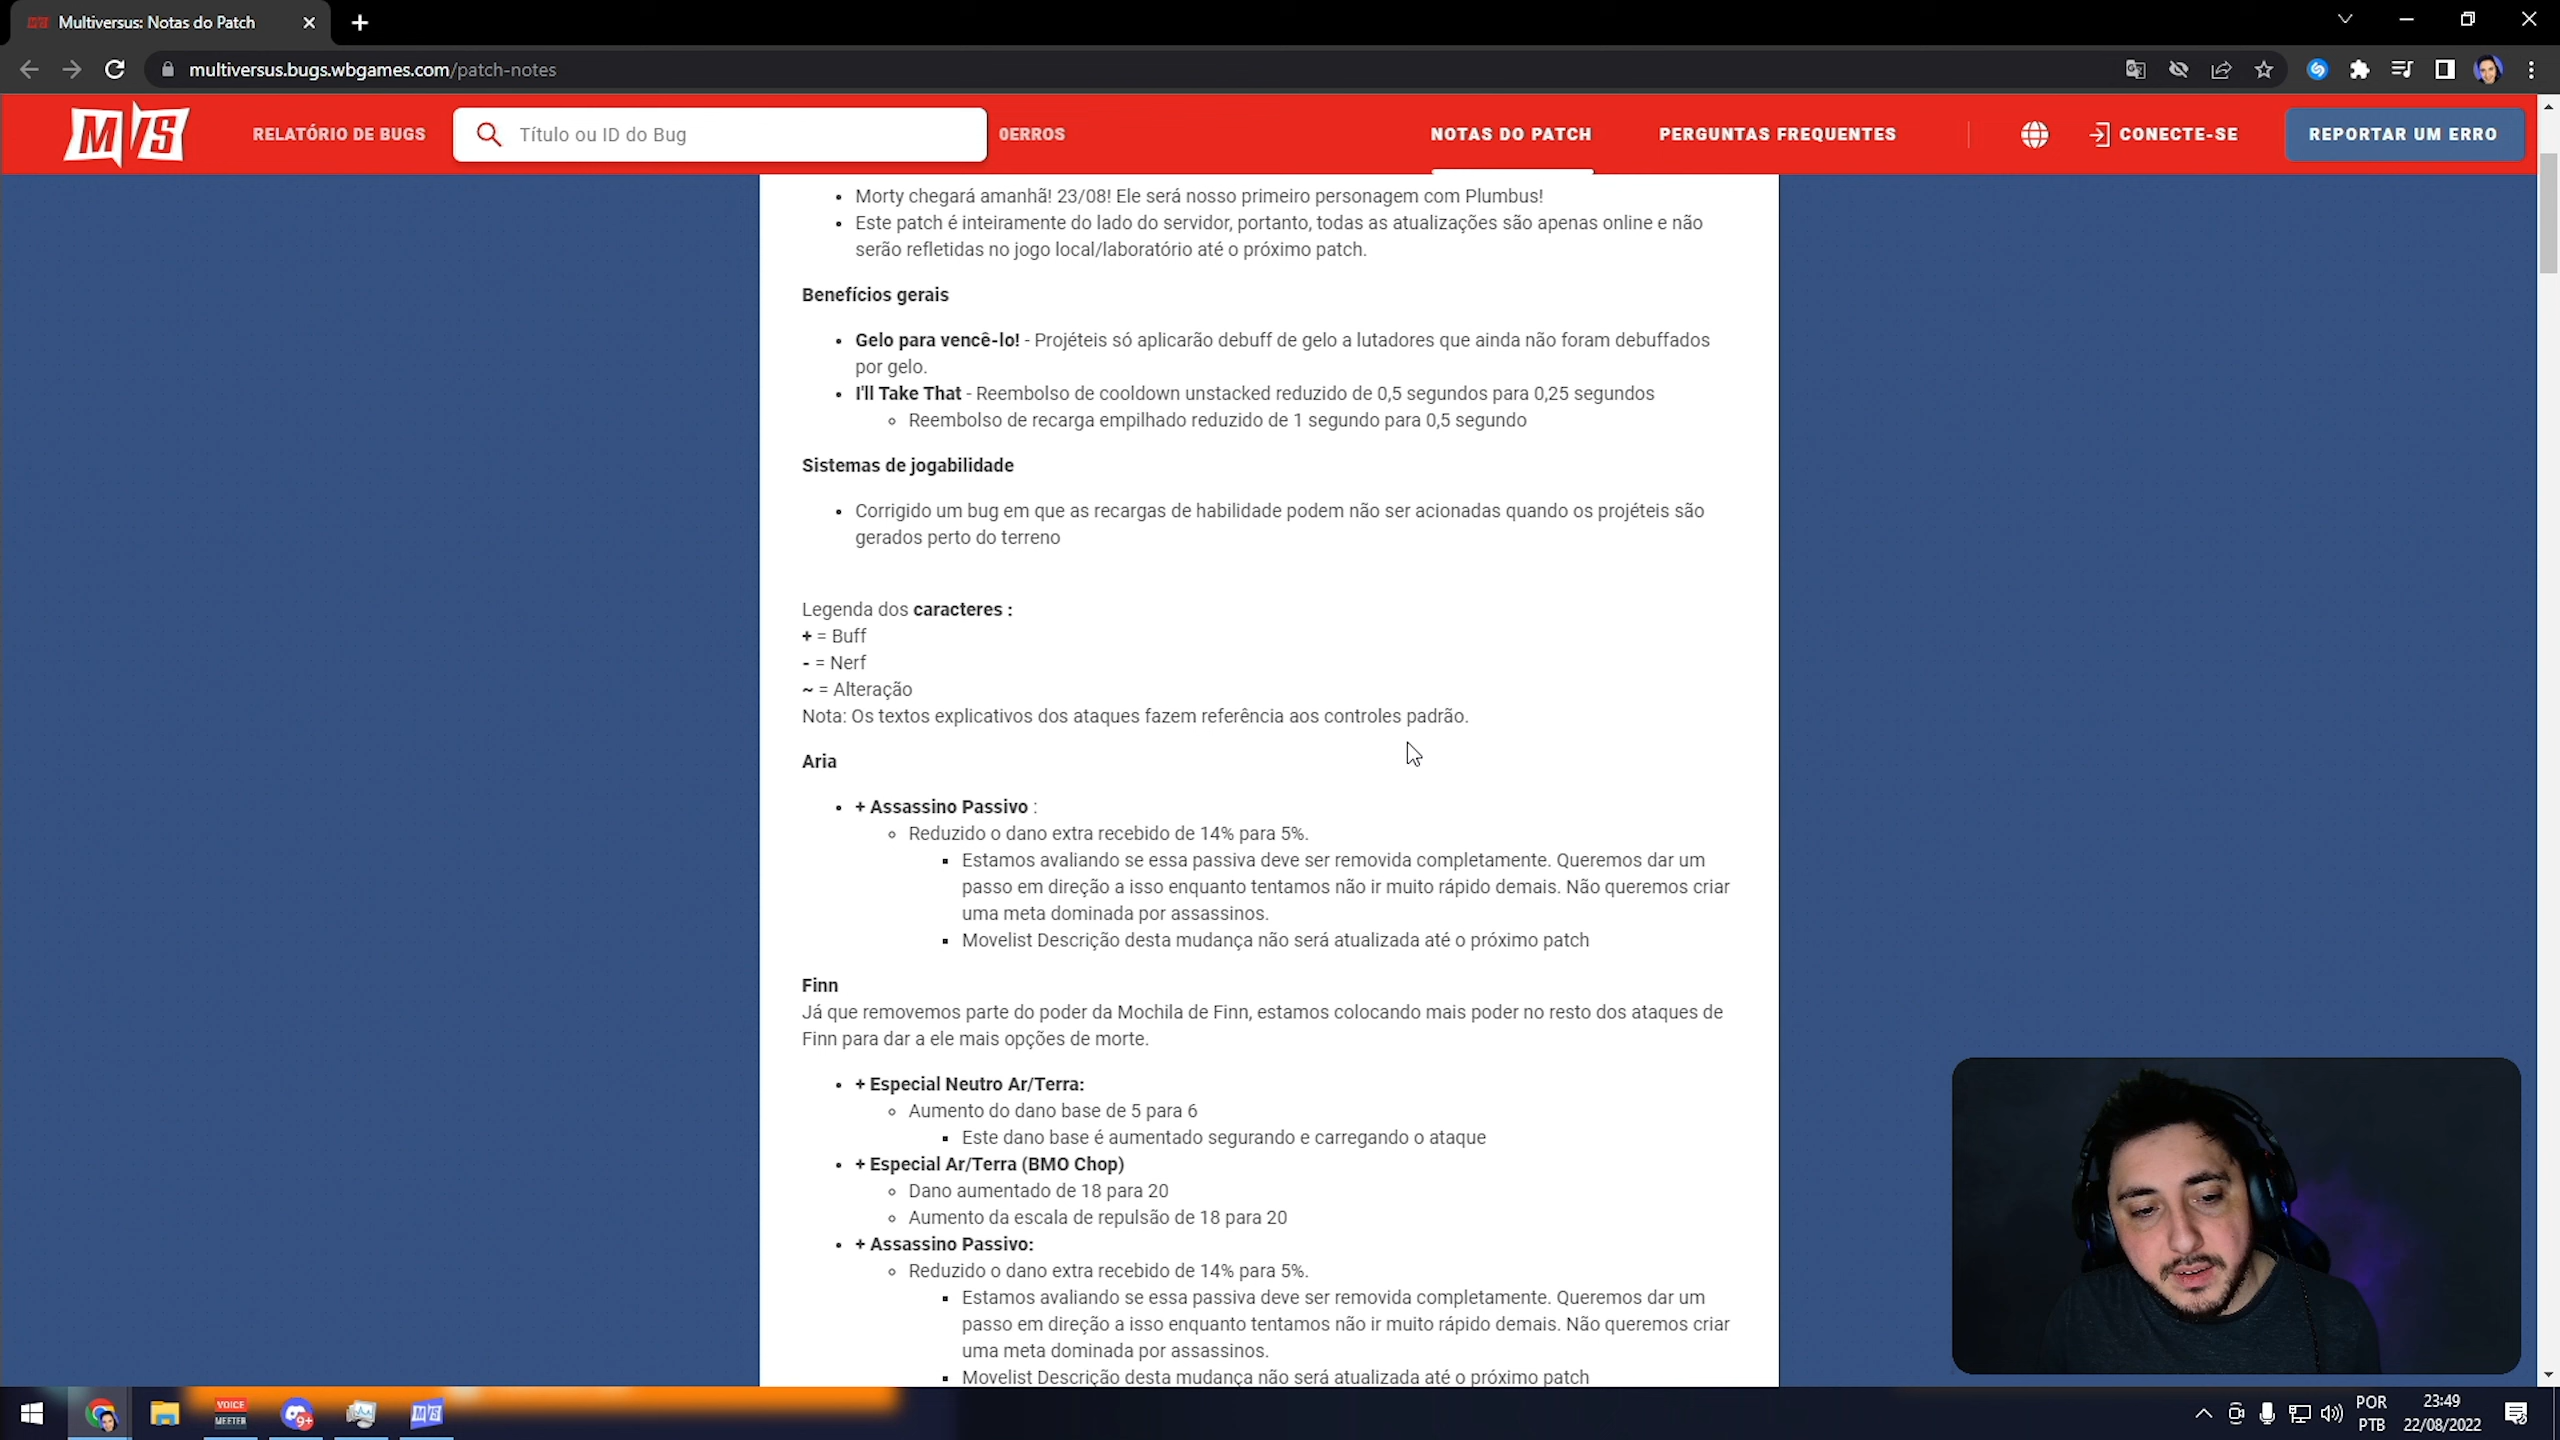 Multiversus: Notas do Patch
multiversus.bugs.wbgames.com/patch-notes
M/S
RELATÓRIO DE BUGS
Título ou ID do Bug
0ERROS
NOTAS DO PATCH
PERGUNTAS FREQUENTES
CONECTE-SE
REPORTAR UM ERRO
• Morty chegará amanhã! 23/08! Ele será nosso primeiro personagem com Plumbus!
• Este patch é inteiramente do lado do servidor, portanto, todas as atualizações são apenas online e não
serão refletidas no jogo local/laboratório até o próximo patch.
Benefícios gerais
• Gelo para vencê-lo! - Projéteis só aplicarão debuff de gelo a lutadores que ainda não foram debuffados
por gelo.
• I'll Take That - Reembolso de cooldown unstacked reduzido de 0,5 segundos para 0,25 segundos
◦ Reembolso de recarga empilhado reduzido de 1 segundo para 0,5 segundo
Sistemas de jogabilidade
• Corrigido um bug em que as recargas de habilidade podem não ser acionadas quando os projéteis são
gerados perto do terreno
Legenda dos caracteres :
+ = Buff
- = Nerf
~ = Alteração
Nota: Os textos explicativos dos ataques fazem referência aos controles padrão.
Aria
• + Assassino Passivo :
◦ Reduzido o dano extra recebido de 14% para 5%.
▪ Estamos avaliando se essa passiva deve ser removida completamente. Queremos dar um
passo em direção a isso enquanto tentamos não ir muito rápido demais. Não queremos criar
uma meta dominada por assassinos.
▪ Movelist Descrição desta mudança não será atualizada até o próximo patch
Finn
Já que removemos parte do poder da Mochila de Finn, estamos colocando mais poder no resto dos ataques de
Finn para dar a ele mais opções de morte.
• + Especial Neutro Ar/Terra:
◦ Aumento do dano base de 5 para 6
▪ Este dano base é aumentado segurando e carregando o ataque
• + Especial Ar/Terra (BMO Chop)
◦ Dano aumentado de 18 para 20
◦ Aumento da escala de repulsão de 18 para 20
• + Assassino Passivo:
◦ Reduzido o dano extra recebido de 14% para 5%.
▪ Estamos avaliando se essa passiva deve ser removida completamente. Queremos dar um
passo em direção a isso enquanto tentamos não ir muito rápido demais. Não queremos criar
uma meta dominada por assassinos.
▪ Movelist Descrição desta mudança não será atualizada até o próximo patch
VOICE
MEETER
9+
M/S
POR
PTB
23:49
22/08/2022